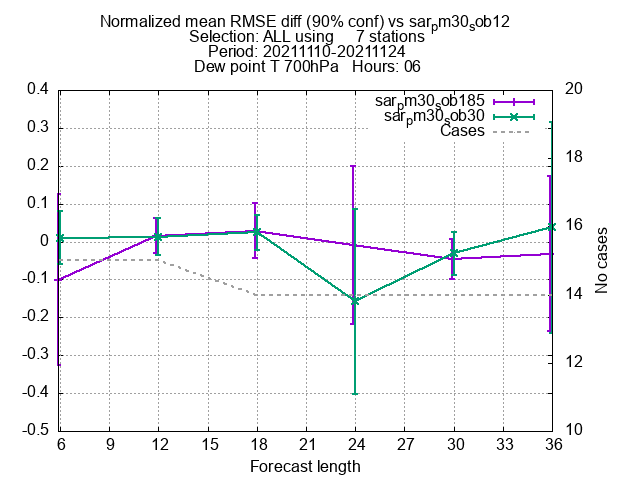 Normalized mean RMSE diff (90% conf) vs sarpm30sob12
Selection: ALL using 7 stations
Period: 20211110-20211124
Dew point T 700hPa Hours: 06
sarpm30sob185
sarpm30sob30
Cases
0.4
0.3
0.2
0.1
0
-0.1
-0.2
-0.3
-0.4
-0.5
20
18
16
14
12
10
No cases
6 9 12 15 18 21 24 27 30 33 36
Forecast length